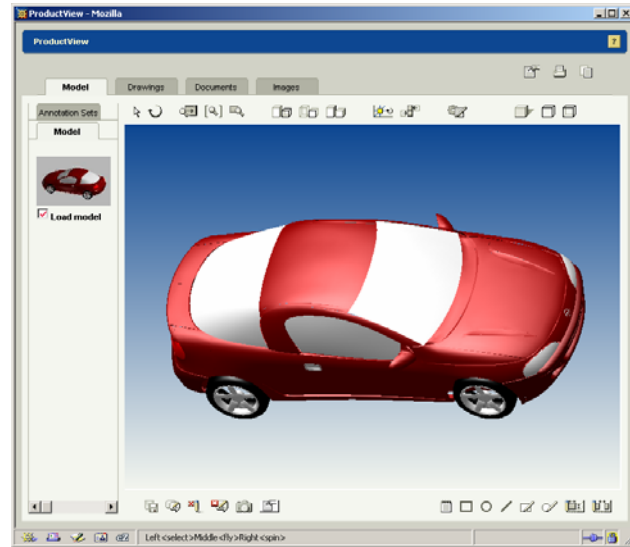 ProductView - Mozilla
ProductView
?
Model
Drawings
Documents
Images
Annotation Sets
Model
Load model
Left <select>Middle <fly>Right <spin>